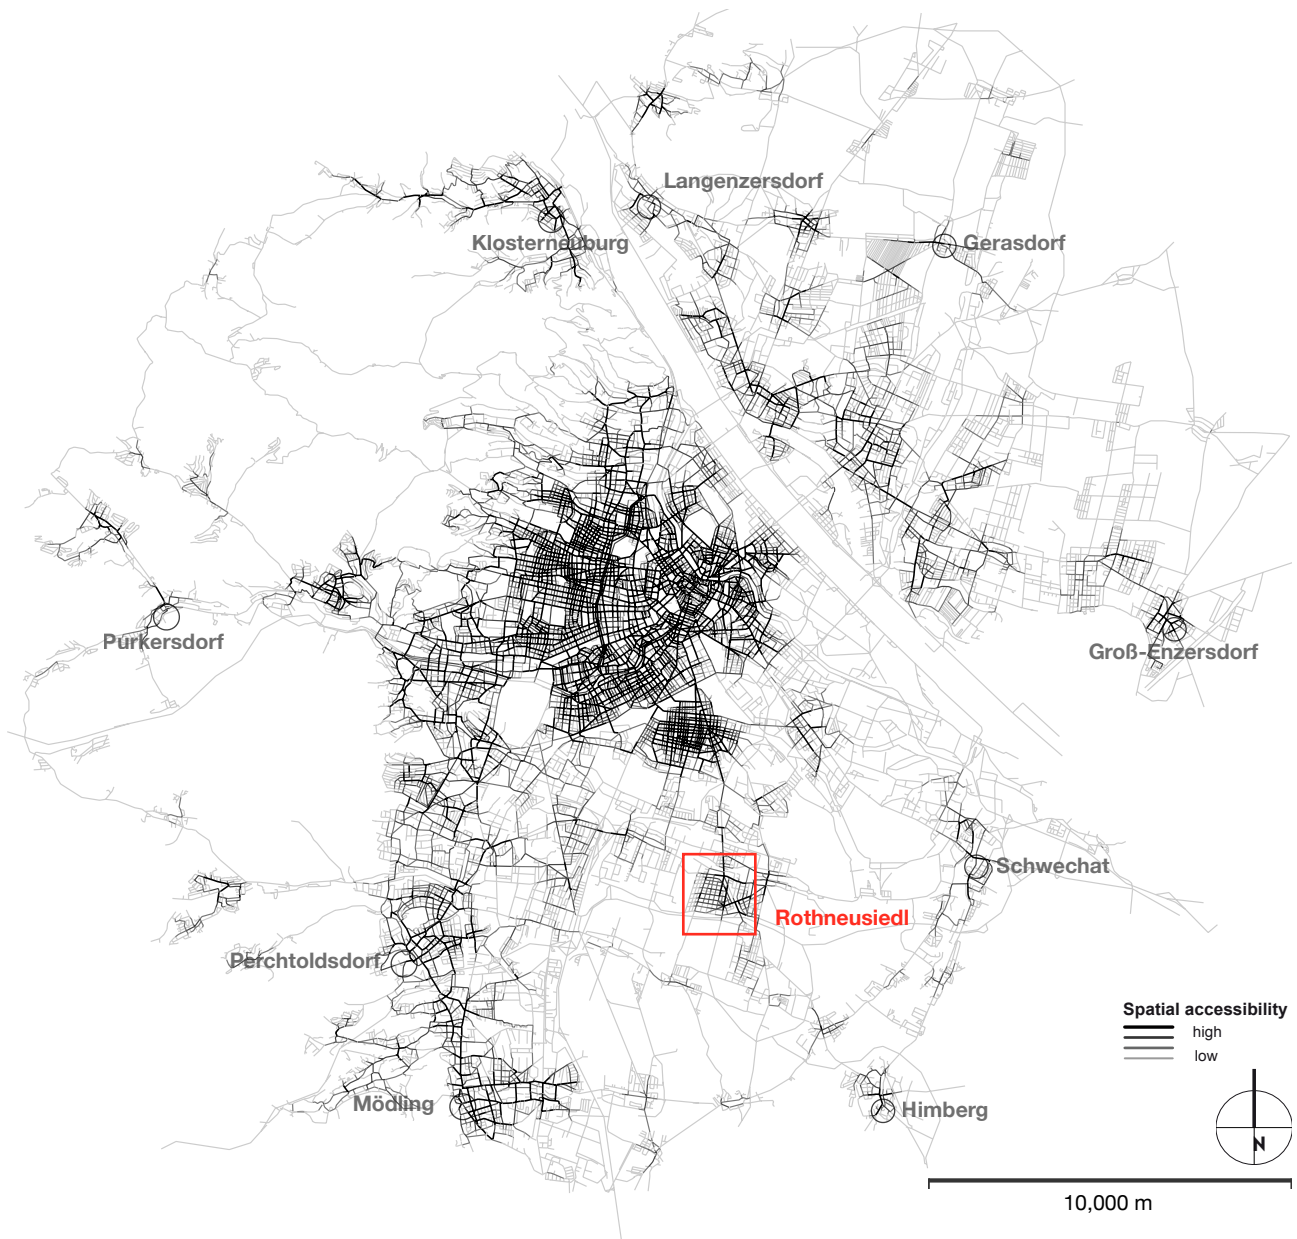 Langenzersdorf
Klosterneuburg
Gerasdorf
Purkersdorf
Groß-Enzersdorf
Schwechat
Rothneusiedl
Perchtoldsdorf
Spatial accessibility
high
low
Mödling
Himberg
N
10,000 m